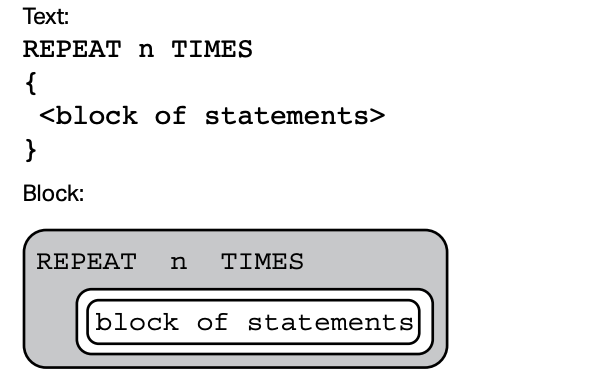 Text:
REPEAT n TIMES
{
<block of statements>
}
Block:
REPEAT n TIMES
block of statements